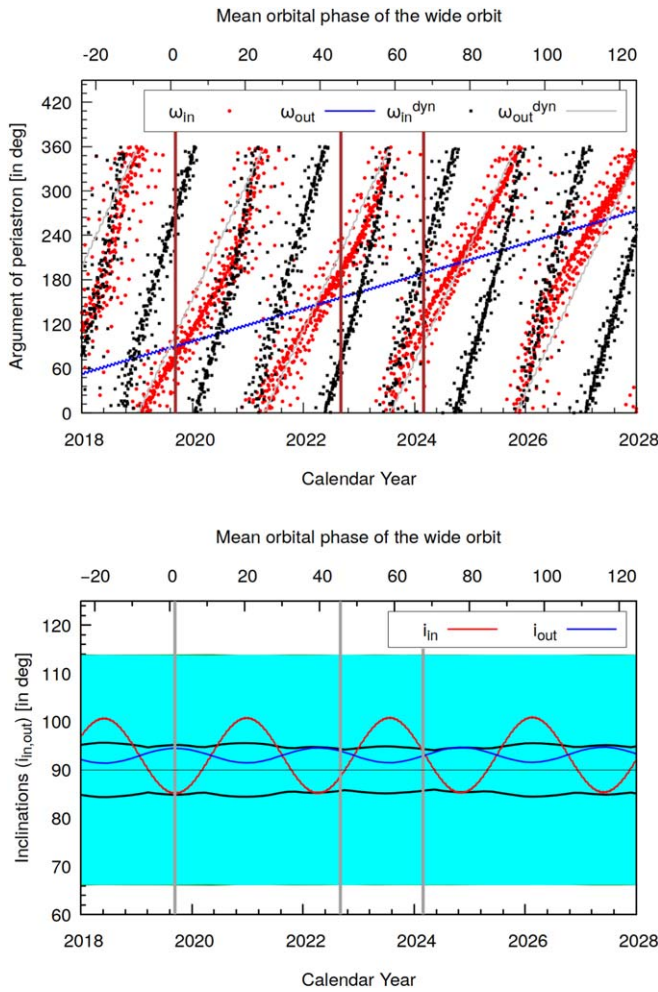 Mean orbital phase of the wide orbit
-20 0 20 40 60 80 100 120
Argument of periastron [in deg]
420
360
300
240
180
120
60
0
ω_in ω_out ω_in^dyn ω_out^dyn
2018 2020 2022 2024 2026 2028
Calendar Year
Mean orbital phase of the wide orbit
-20 0 20 40 60 80 100 120
Inclinations (i_in,out) [in deg]
120
110
100
90
80
70
60
i_in i_out
2018 2020 2022 2024 2026 2028
Calendar Year